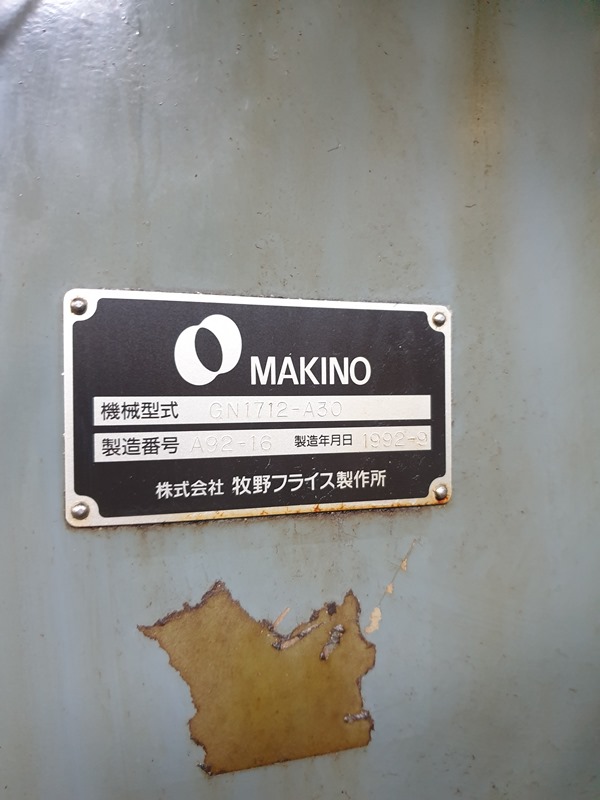 MAKINO
機械型式 GN1712-A30
製造番号 A92-16 製造年月日 1992-9
株式会社 牧野フライス製作所